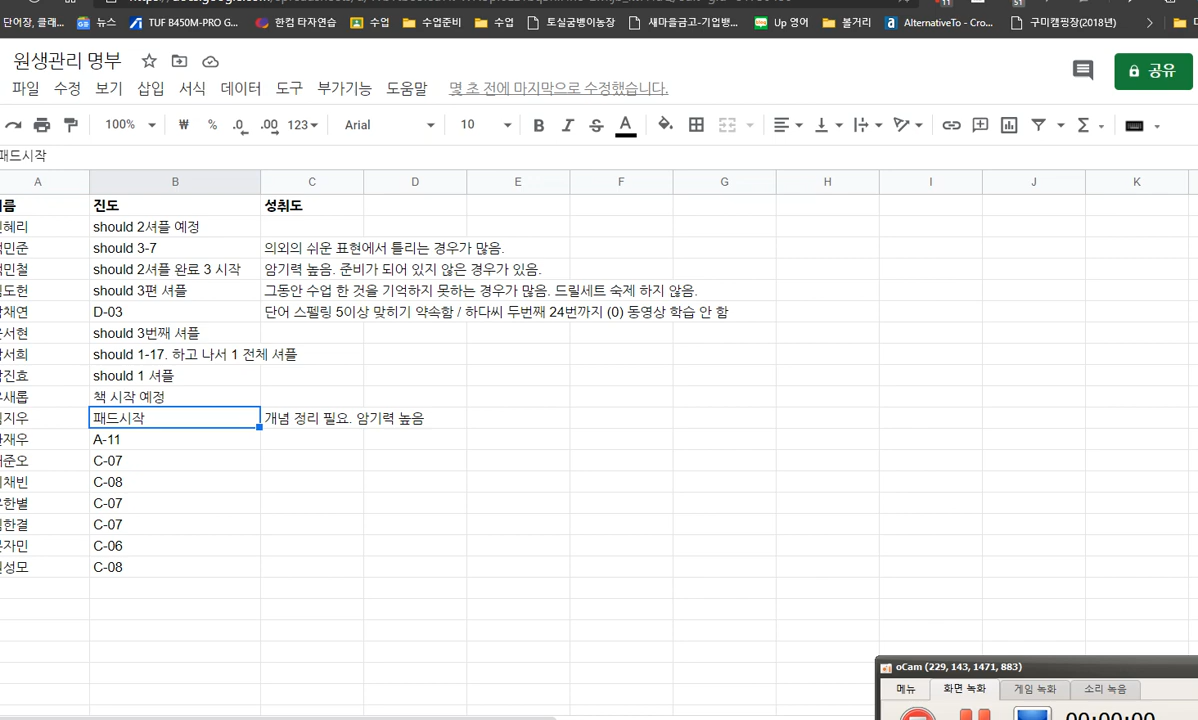 단어장, 클래... 뉴스 TUF B450M-PRO G... 한컴 타자연습 수업 수업준비 수업 토실금뱅이농장 새마을금고-기업뱅... Up 영어 볼거리 AlternativeTo - Cro... 구미캠핑장(2018년)
원생관리 명부
파일 수정 보기 삽입 서식 데이터 도구 부가기능 도움말 몇 초 전에 마지막으로 수정했습니다.
공유
100% ₩ % .0 .00 123 Arial 10 B I S A Σ
패드시작
A B C D E F G H I J K
진도 성취도
should 2셔플 예정
should 3-7 의외의 쉬운 표현에서 틀리는 경우가 많음.
should 2셔플 완료 3 시작 암기력 높음. 준비가 되어 있지 않은 경우가 있음.
should 3편 셔플 그동안 수업 한 것을 기억하지 못하는 경우가 많음. 드릴세트 숙제 하지 않음.
D-03 단어 스펠링 5이상 맞히기 약속함 / 하다씨 두번째 24번까지 (0) 동영상 학습 안 함
should 3번째 셔플
should 1-17. 하고 나서 1 전체 셔플
should 1 셔플
책 시작 예정
패드시작 개념 정리 필요. 암기력 높음
A-11
C-07
C-08
C-07
C-07
C-06
C-08
oCam (229, 143, 1471, 883)
메뉴 화면 녹화 게임 녹화 소리 녹음
00:00:00